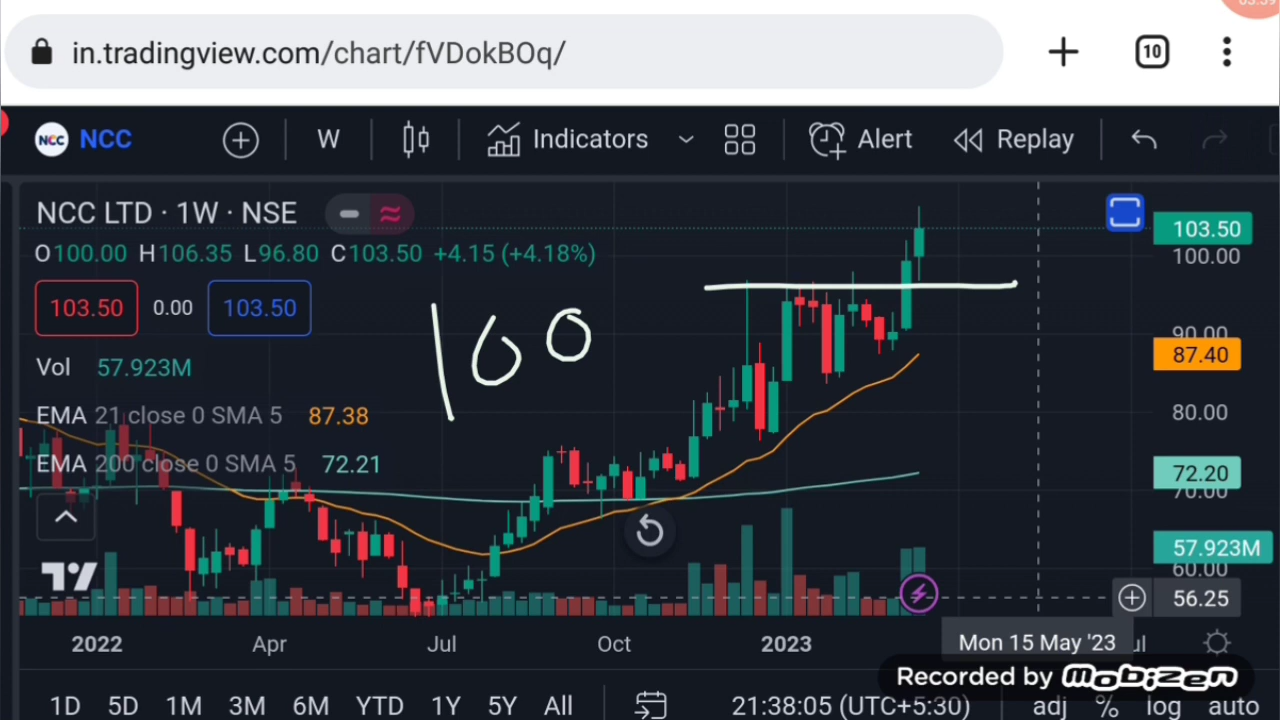 03:59
in.tradingview.com/chart/fVDokBOq/
10
NCC NCC W Indicators Alert Replay
NCC LTD · 1W · NSE
O100.00 H106.35 L96.80 C103.50 +4.15 (+4.18%)
103.50 0.00 103.50
100
Vol 57.923M
EMA 21 close 0 SMA 5 87.38
EMA 200 close 0 SMA 5 72.21
103.50
100.00
90.00
87.40
80.00
72.20
70.00
57.923M
60.00
56.25
2022 Apr Jul Oct 2023 Mon 15 May '23
Recorded by Mobizen
1D 5D 1M 3M 6M YTD 1Y 5Y All 21:38:05 (UTC+5:30) adj % log auto